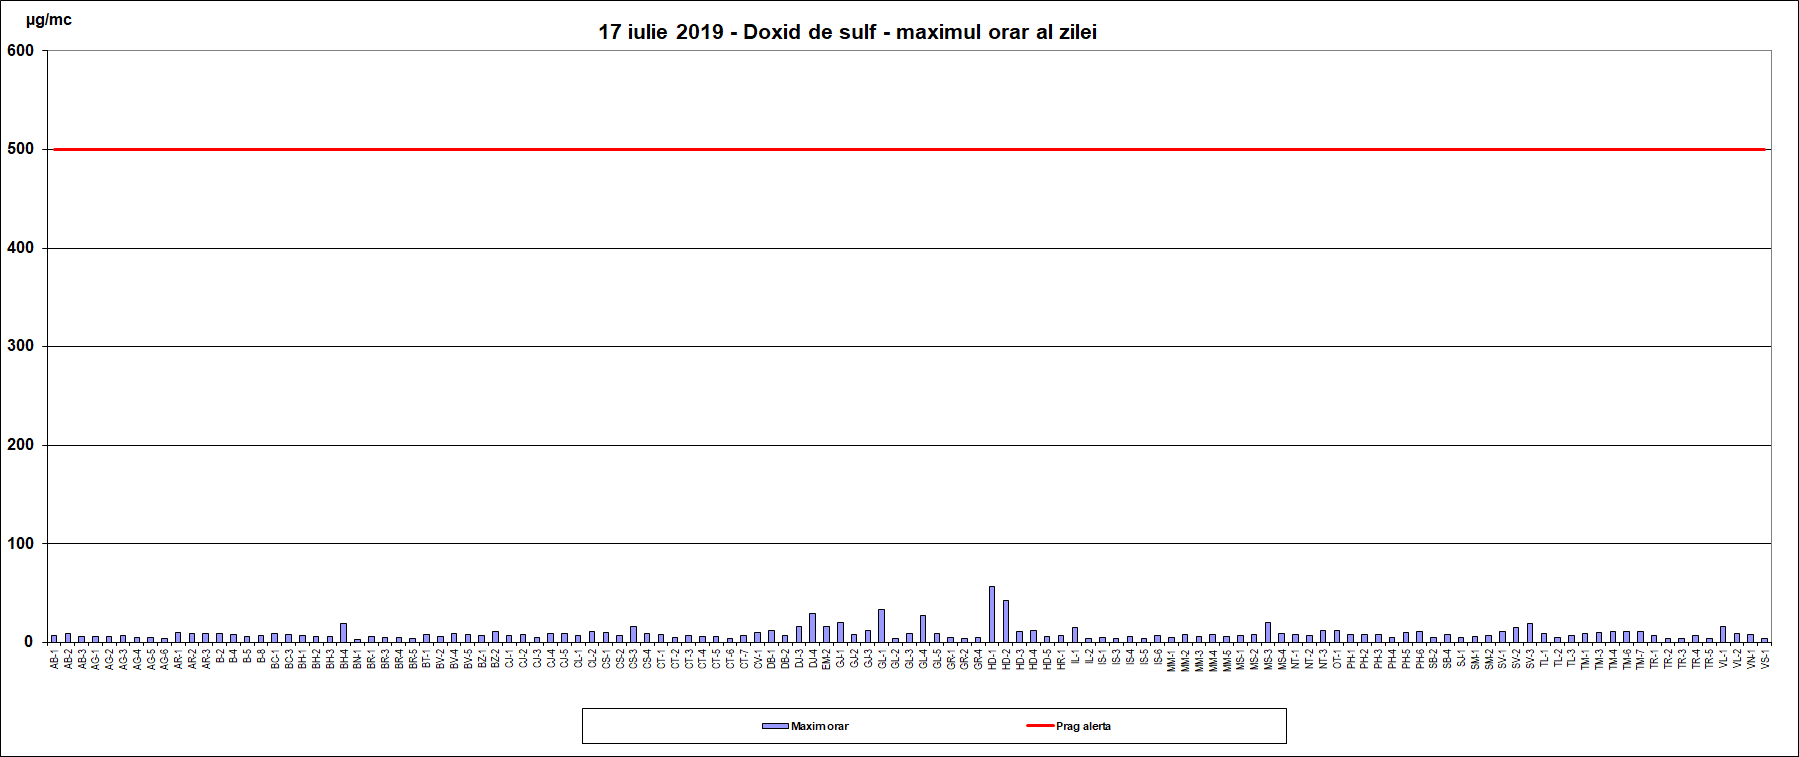 µg/mc
17 iulie 2019 - Doxid de sulf - maximul orar al zilei
600
500
400
300
200
100
0
AB-1 AB-2 AB-3 AG-1 AG-2 AG-3 AG-4 AG-5 AG-6 AR-1 AR-2 AR-3 B-2 B-4 B-5 B-8 BC-1 BC-3 BH-1 BH-2 BH-3 BH-4 BN-1 BR-1 BR-3 BR-4 BR-5 BT-1 BV-2 BV-4 BV-5 BZ-1 BZ-2 CJ-1 CJ-2 CJ-3 CJ-4 CJ-5 CL-1 CL-2 CS-1 CS-2 CS-3 CS-4 CT-1 CT-2 CT-3 CT-4 CT-5 CT-6 CT-7 CV-1 DB-1 DB-2 DJ-3 DJ-4 EM-2 GJ-1 GJ-2 GJ-3 GL-1 GL-2 GL-3 GL-4 GL-5 GR-1 GR-2 GR-4 HD-1 HD-2 HD-3 HD-4 HD-5 HR-1 IL-1 IL-2 IS-1 IS-3 IS-4 IS-5 IS-6 MM-1 MM-2 MM-3 MM-4 MM-5 MS-1 MS-2 MS-3 MS-4 NT-1 NT-2 NT-3 OT-1 PH-1 PH-2 PH-3 PH-4 PH-5 PH-6 SB-2 SB-4 SJ-1 SM-1 SM-2 SV-1 SV-2 SV-3 TL-1 TL-2 TL-3 TM-1 TM-3 TM-4 TM-6 TM-7 TR-1 TR-2 TR-3 TR-4 TR-5 VL-1 VL-2 VN-1 VS-1
Maxim orar Prag alerta